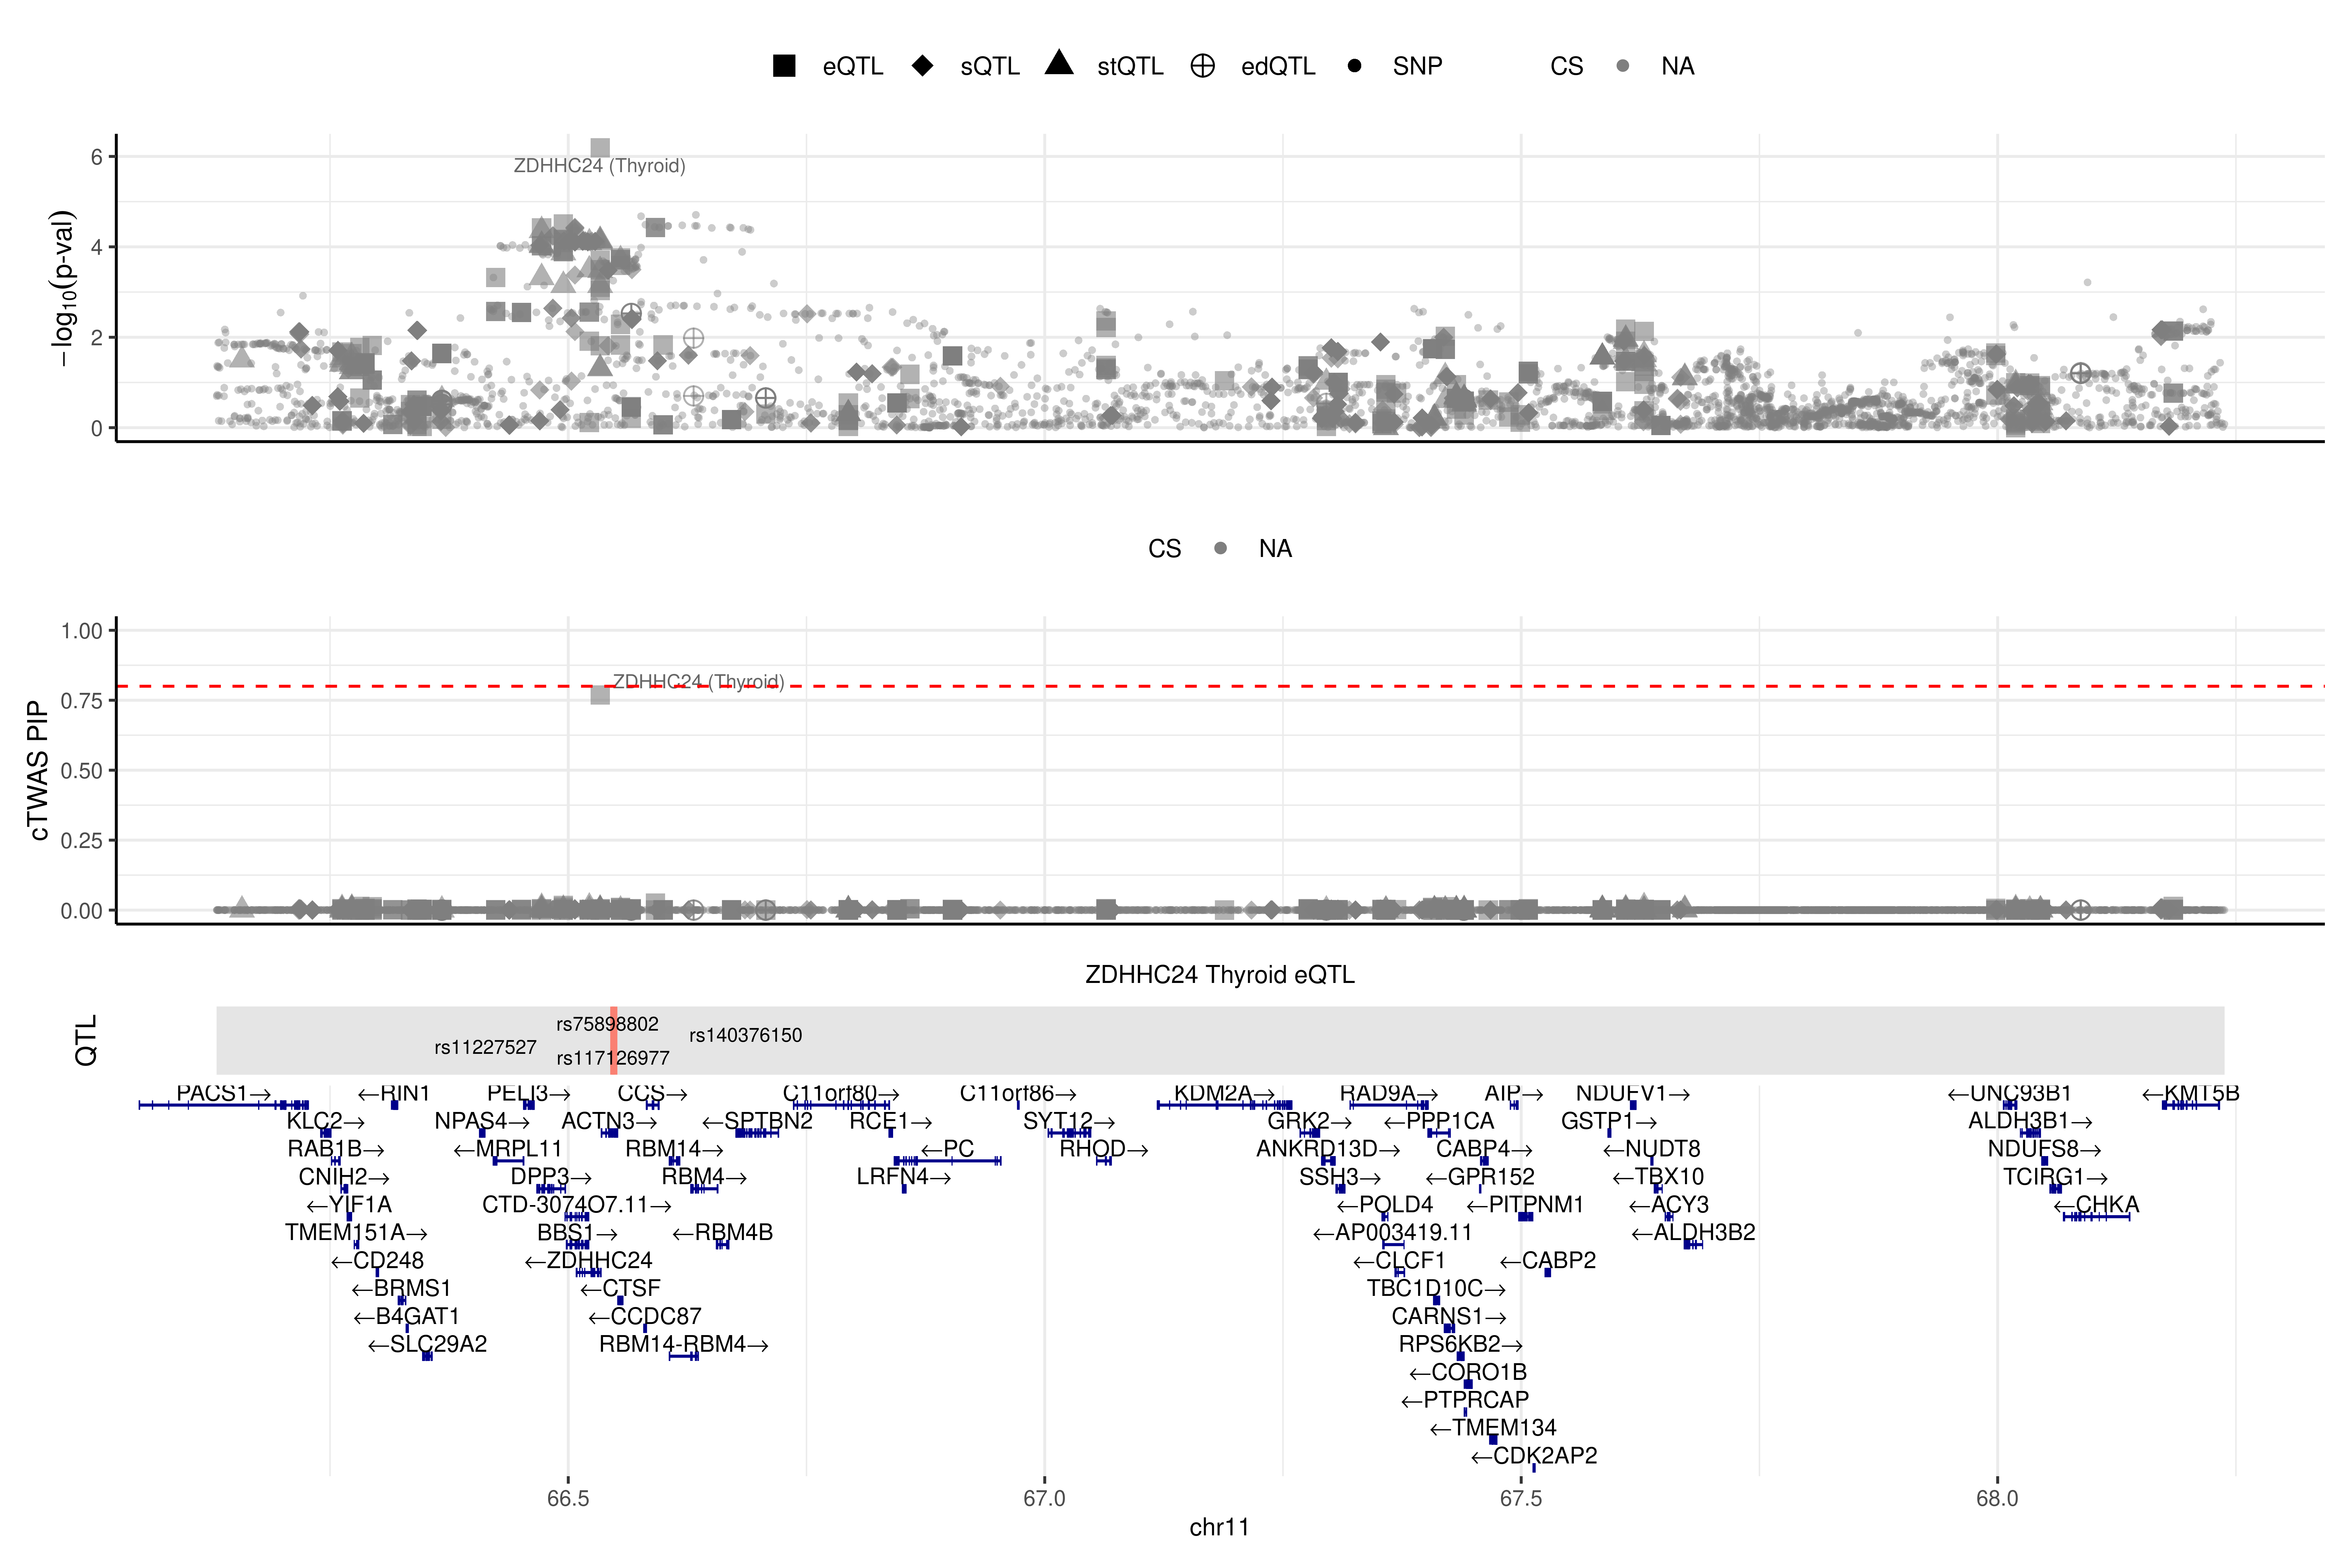 eQTL sQTL stQTL edQTL SNP CS NA
6
4
2
0
−log10(p-val)
ZDHHC24 (Thyroid)
CS NA
1.00
0.75
0.50
0.25
0.00
cTWAS PIP
ZDHHC24 (Thyroid)
ZDHHC24 Thyroid eQTL
QTL
rs75898802
rs140376150
rs11227527
rs117126977
PACS1→ ←RIN1 PELI3→ CCS→ C11orf80→ C11orf86→ KDM2A→ RAD9A→ AIP→ NDUFV1→ ←UNC93B1 ←KMT5B
KLC2→ NPAS4→ ACTN3→ ←SPTBN2 RCE1→ SYT12→ GRK2→ ←PPP1CA GSTP1→ ALDH3B1→
RAB1B→ ←MRPL11 RBM14→ ←PC RHOD→ ANKRD13D→ CABP4→ ←NUDT8 NDUFS8→
CNIH2→ DPP3→ RBM4→ LRFN4→ SSH3→ ←GPR152 ←TBX10 TCIRG1→
←YIF1A CTD-3074O7.11→ ←POLD4 ←PITPNM1 ←ACY3 ←CHKA
TMEM151A→ BBS1→ ←RBM4B ←AP003419.11 ←ALDH3B2
←CD248 ←ZDHHC24 ←CLCF1 ←CABP2
←BRMS1 ←CTSF TBC1D10C→
←B4GAT1 ←CCDC87 CARNS1→
←SLC29A2 RBM14-RBM4→ RPS6KB2→
←CORO1B
←PTPRCAP
←TMEM134
←CDK2AP2
66.5 67.0 67.5 68.0
chr11